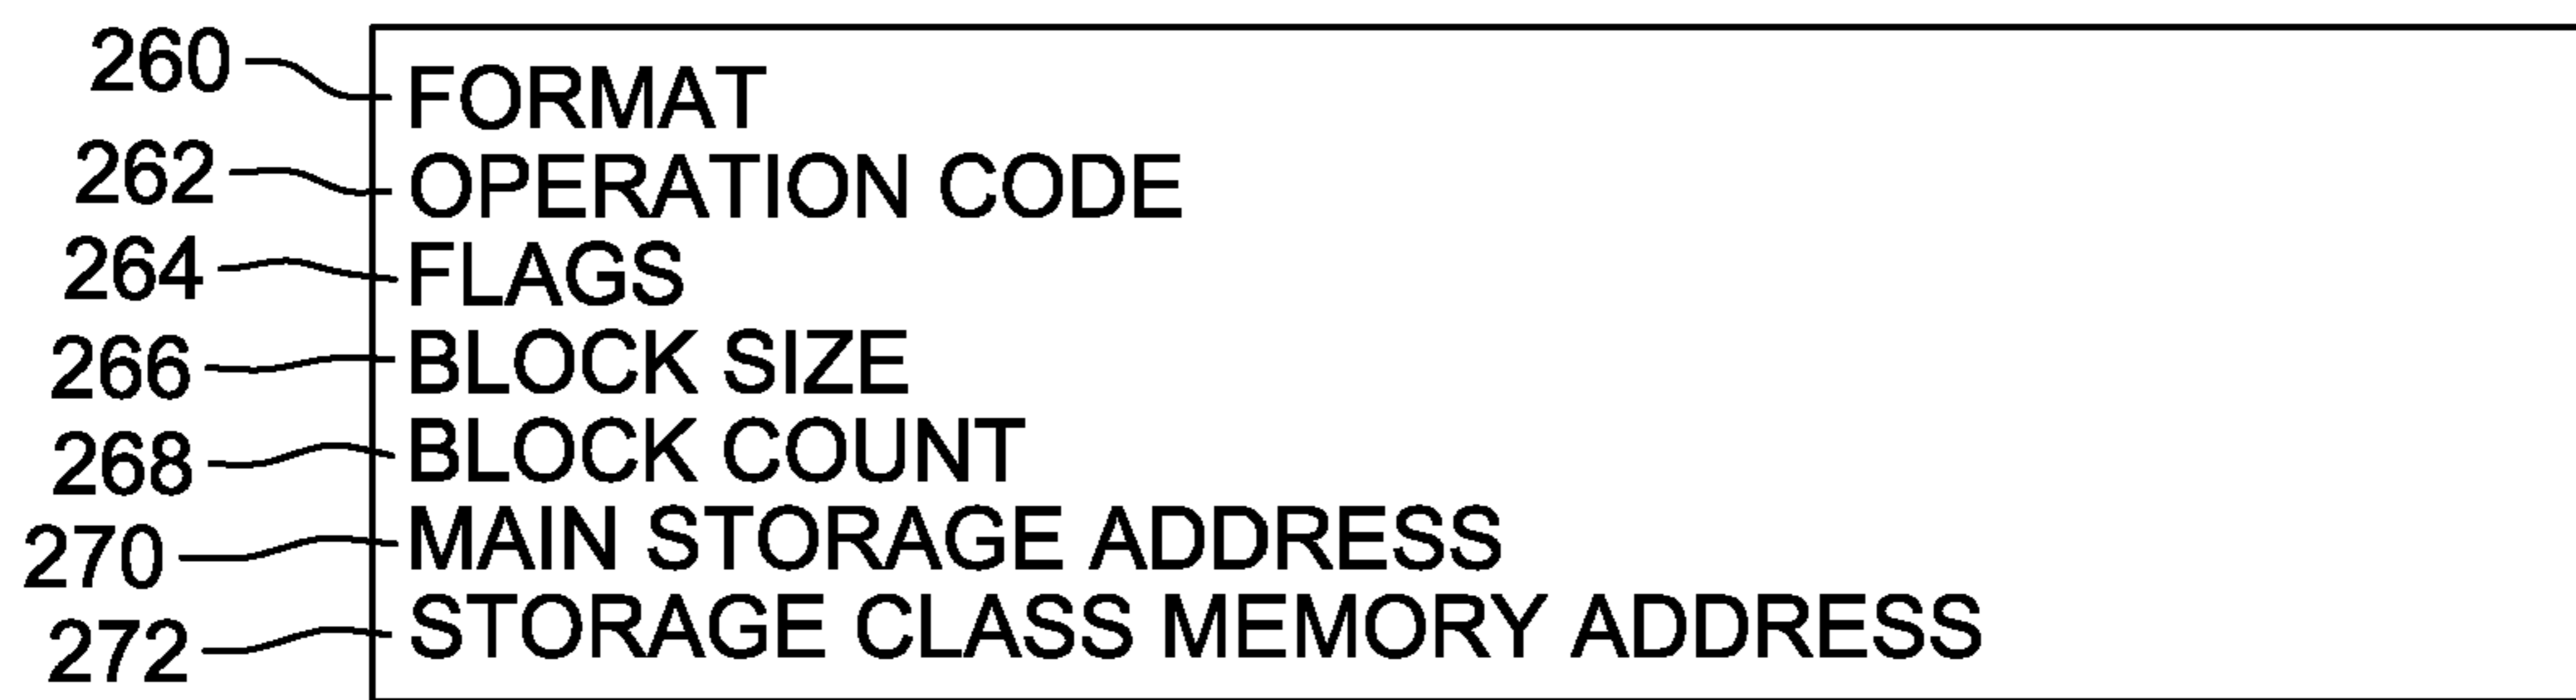 260 FORMAT
262 OPERATION CODE
264 FLAGS
266 BLOCK SIZE
268 BLOCK COUNT
270 MAIN STORAGE ADDRESS
272 STORAGE CLASS MEMORY ADDRESS